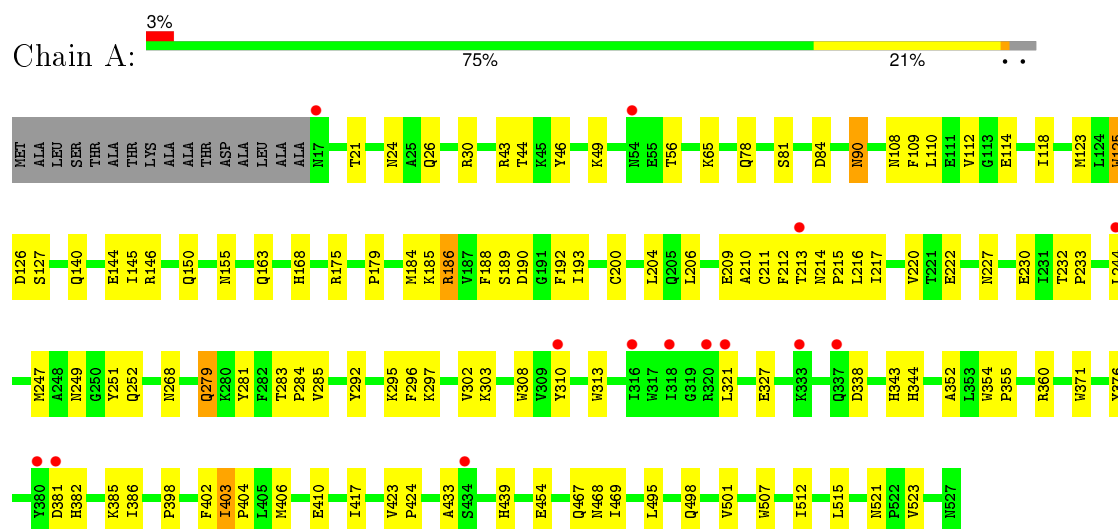 3%
Chain A:
75% 21% • •
MET ALA LEU SER THR ALA ALA THR LYS ALA ALA THR ASP ALA LEU ALA ALA N17 T21 N24 A25 Q26 R30 R43 T44 K45 Y46 K49 N54 E55 T56 K65 Q78 S81 D84 N90 N108 F109 L110 E111 V112 G113 E114 I118 M123 L124
D126 S127 Q140 E144 I145 R146 Q150 N155 Q163 H168 R175 P179 M184 K185 R186 V187 F188 S189 D190 G191 F192 I193 C200 L204 Q205 L206 E209 A210 C211 F212 T213 N214 P215 L216 I217 V220 T221 E222 N227 E230 I231 T232 P233
M247 A248 N249 G250 Y251 Q252 N268 Q279 K280 Y281 F282 T283 P284 V285 Y292 K295 F296 K297 V302 K303 W308 V309 Y310 W313 I316 W317 I318 G319 R320 L321 E327 K333 Q337 D338 H343 H344 A352 L353 W354 P355 R360 W371
Y380 D381 H382 K385 I386 P398 F402 I403 P404 L405 M406 E410 I417 V423 P424 A433 S434 H439 E454 Q467 N468 I469 L495 Q498 V501 W507 I512 L515 N521 P522 V523 N527